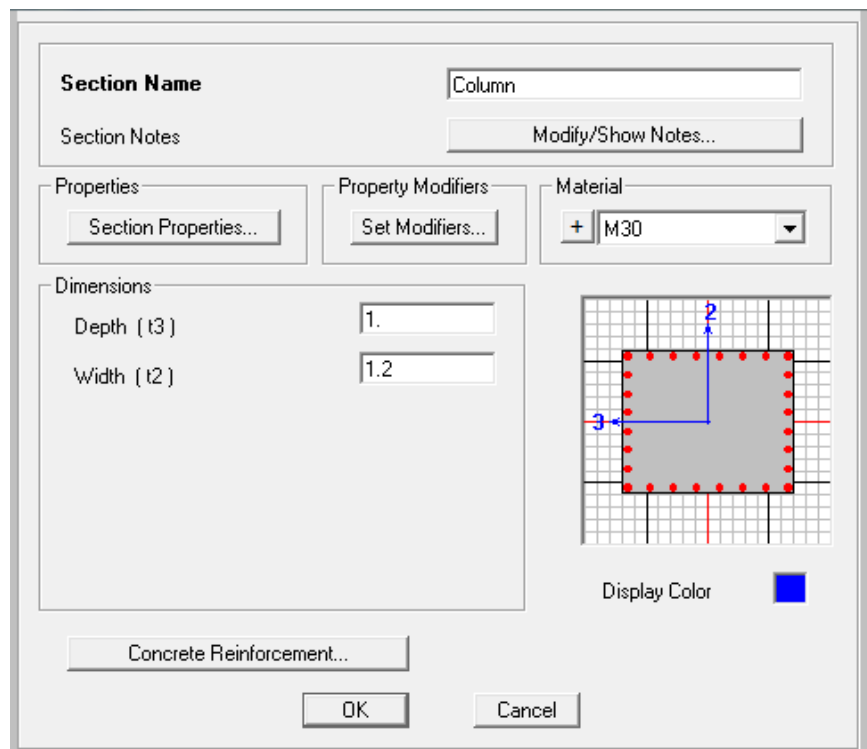 Section Name
Column
Section Notes
Modify/Show Notes...
Properties
Section Properties...
Property Modifiers
Set Modifiers...
Material
+
M30
Dimensions
Depth ( t3 )
1.
Width ( t2 )
1.2
2
3
Display Color
Concrete Reinforcement...
OK
Cancel